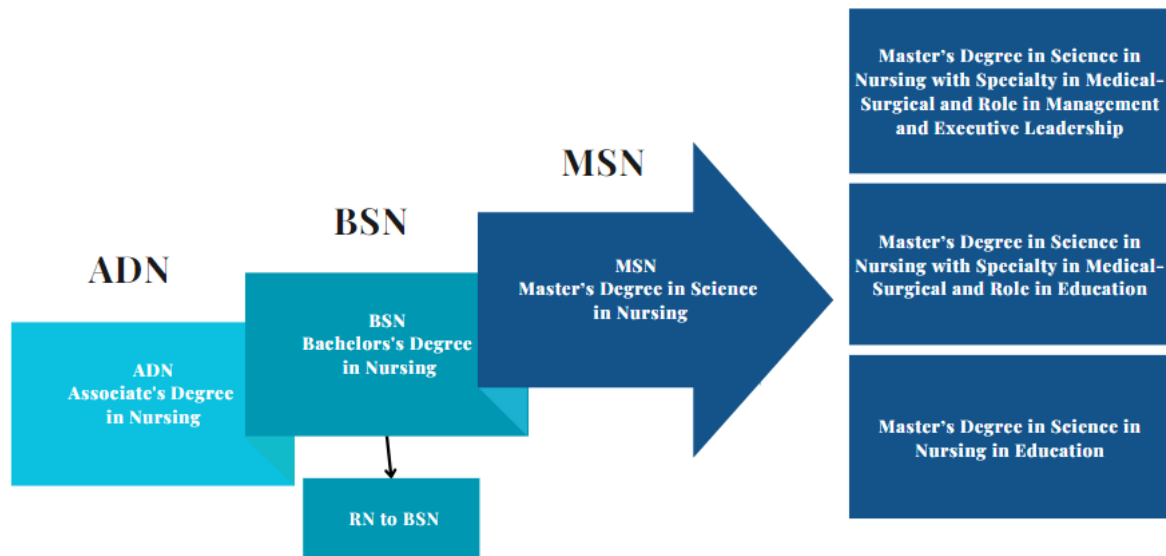 ADN
BSN
MSN
ADN
Associate's Degree
in Nursing
BSN
Bachelors's Degree
in Nursing
RN to BSN
MSN
Master's Degree in Science
in Nursing
Master's Degree in Science in
Nursing with Specialty in Medical-
Surgical and Role in Management
and Executive Leadership
Master's Degree in Science in
Nursing with Specialty in Medical-
Surgical and Role in Education
Master's Degree in Science in
Nursing in Education